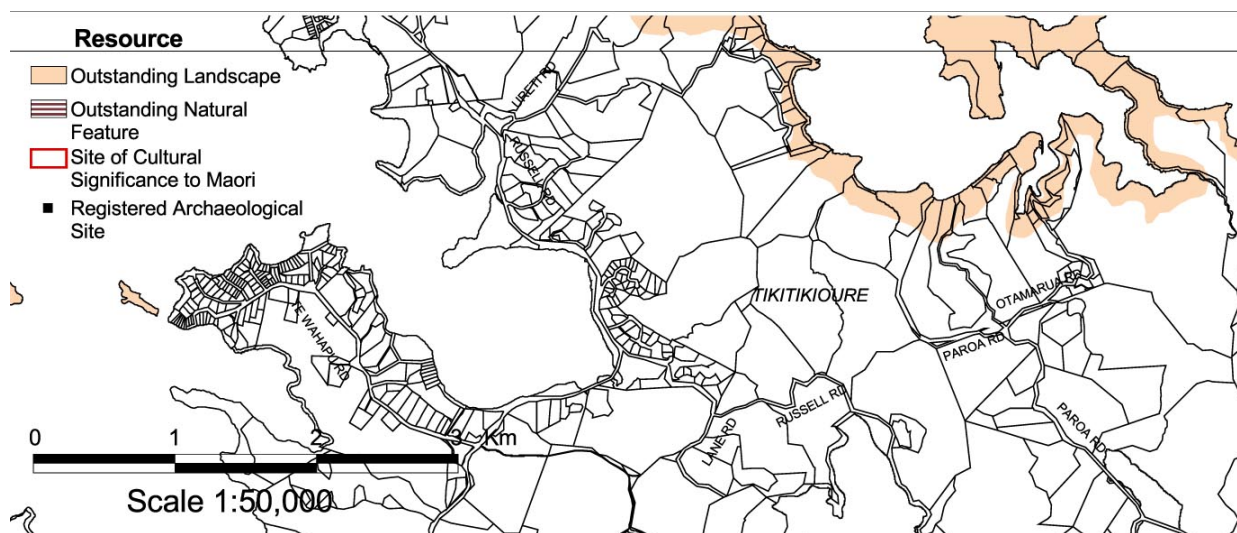 Resource
Outstanding Landscape
Outstanding Natural
Feature
Site of Cultural
Significance to Maori
Registered Archaeological
Site
URETI RD
RUSSELL RD
TE WAHAPU RD
TIKITIKIOURE
OTAMARUA RD
PAROA RD
RUSSELL RD
LANE RD
PAROA RD
0 1 2 3 Km
Scale 1:50,000